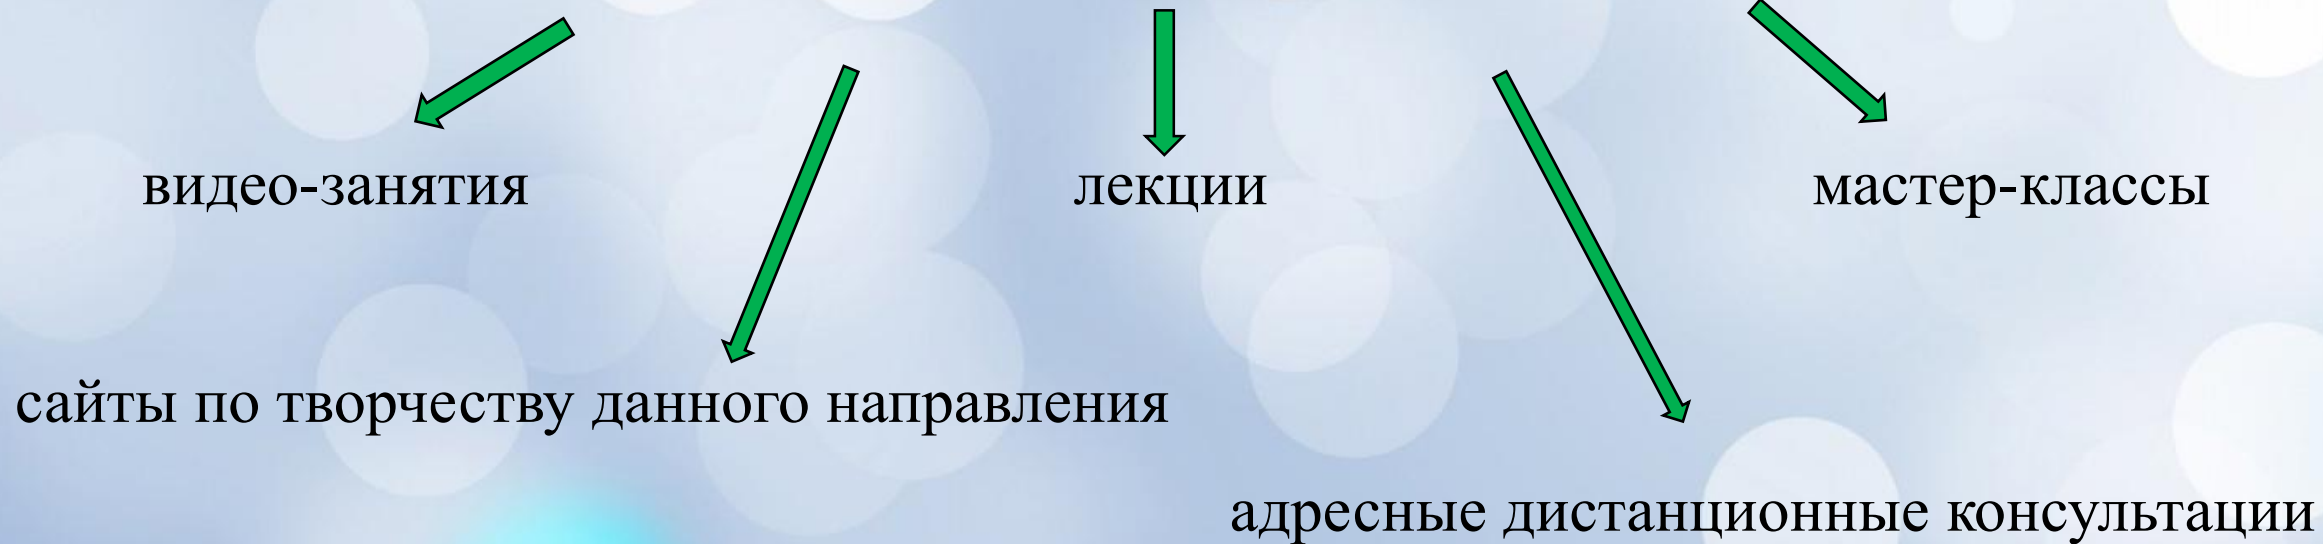 видео-занятия лекции мастер-классы
сайты по творчеству данного направления
адресные дистанционные консультации